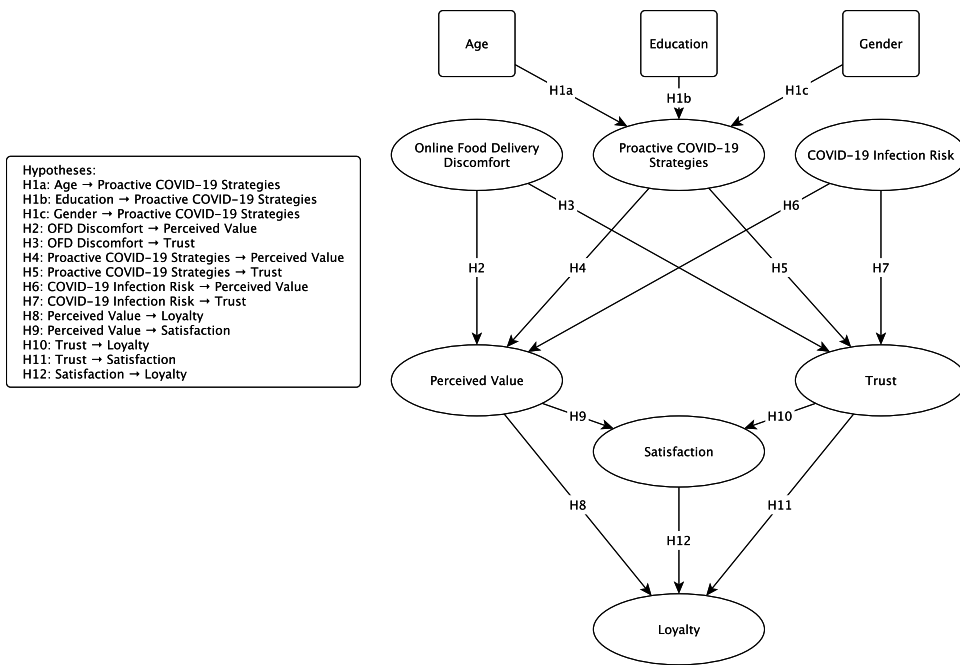 Age
Education
Gender
H1a
H1b
H1c
Online Food Delivery
Discomfort
Proactive COVID-19
Strategies
COVID-19 Infection Risk
Hypotheses:
H1a: Age → Proactive COVID-19 Strategies
H1b: Education → Proactive COVID-19 Strategies
H1c: Gender → Proactive COVID-19 Strategies
H2: OFD Discomfort → Perceived Value
H3: OFD Discomfort → Trust
H4: Proactive COVID-19 Strategies → Perceived Value
H5: Proactive COVID-19 Strategies → Trust
H6: COVID-19 Infection Risk → Perceived Value
H7: COVID-19 Infection Risk → Trust
H8: Perceived Value → Loyalty
H9: Perceived Value → Satisfaction
H10: Trust → Loyalty
H11: Trust → Satisfaction
H12: Satisfaction → Loyalty
H3
H6
H2
H4
H5
H7
Perceived Value
Trust
H9
H10
Satisfaction
H8
H11
H12
Loyalty